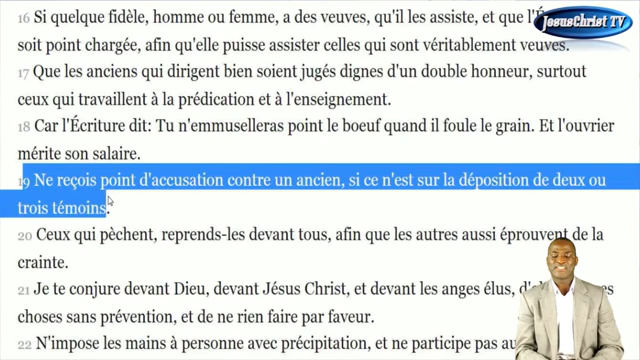 JesusChrist TV
16 Si quelque fidèle, homme ou femme, a des veuves, qu'il les assiste, et que l'É
soit point chargée, afin qu'elle puisse assister celles qui sont véritablement veuves.
17 Que les anciens qui dirigent bien soient jugés dignes d'un double honneur, surtout
ceux qui travaillent à la prédication et à l'enseignement.
18 Car l'Écriture dit: Tu n'emmuselleras point le boeuf quand il foule le grain. Et l'ouvrier
mérite son salaire.
19 Ne reçois point d'accusation contre un ancien, si ce n'est sur la déposition de deux ou
trois témoins.
20 Ceux qui pèchent, reprends-les devant tous, afin que les autres aussi éprouvent de la
crainte.
21 Je te conjure devant Dieu, devant Jésus Christ, et devant les anges élus, es
choses sans prévention, et de ne rien faire par faveur.
22 N'impose les mains à personne avec précipitation, et ne participe pas